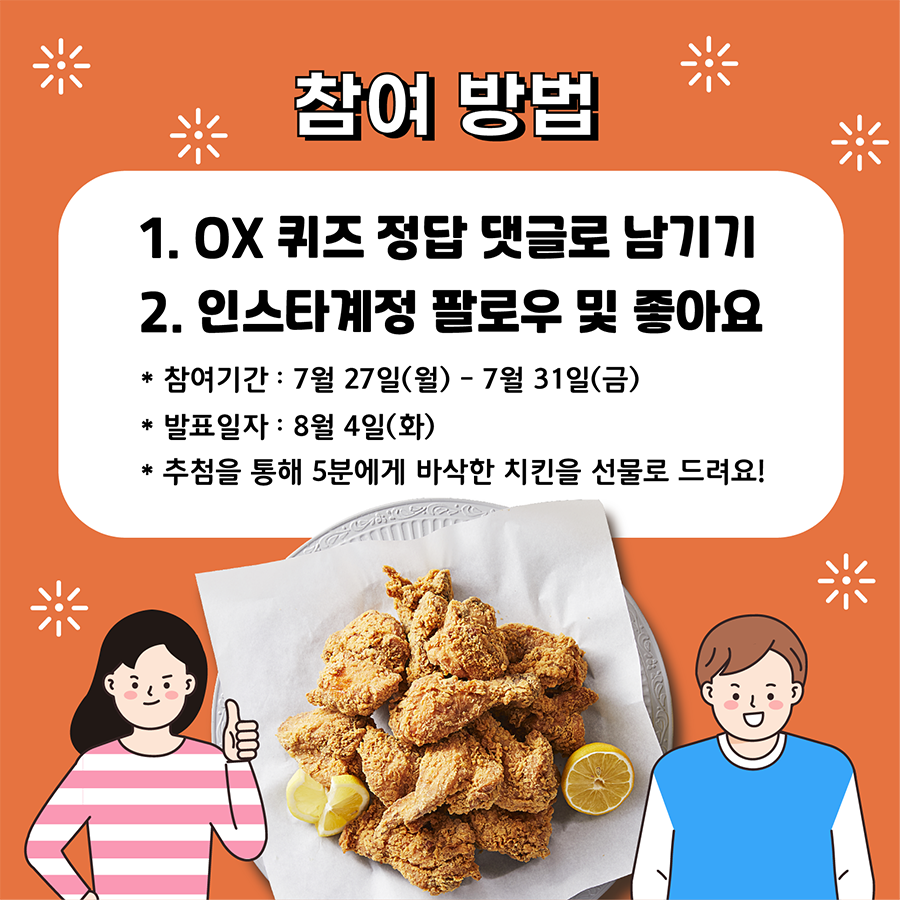 참여 방법
1. OX 퀴즈 정답 댓글로 남기기
2. 인스타계정 팔로우 및 좋아요
* 참여기간 : 7월 27일(월) - 7월 31일(금)
* 발표일자 : 8월 4일(화)
* 추첨을 통해 5분에게 바삭한 치킨을 선물로 드려요!